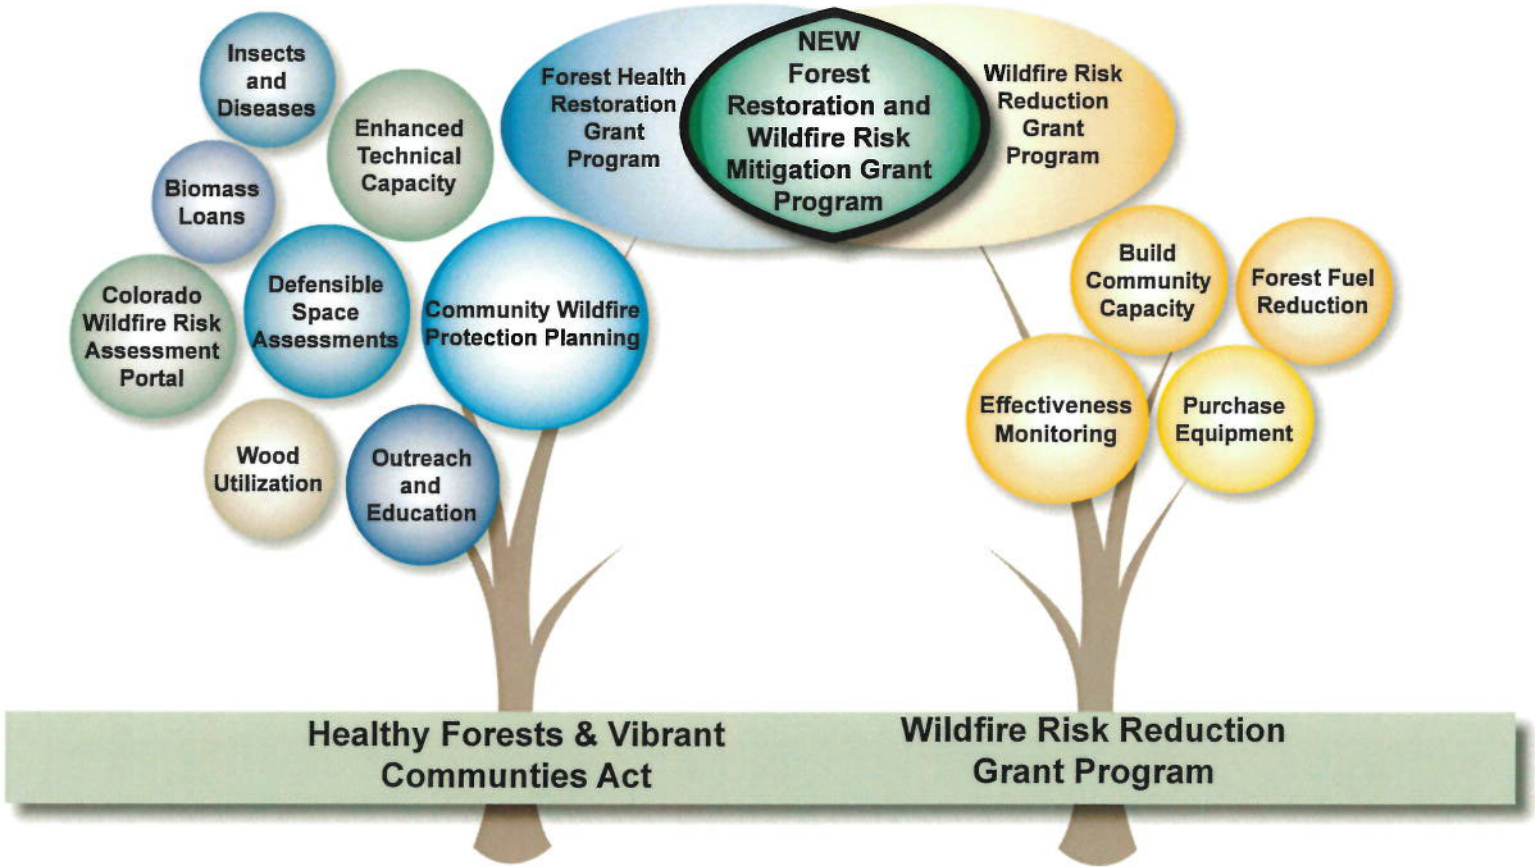 Insects
and
Diseases
Enhanced
Technical
Capacity
Biomass
Loans
Colorado
Wildfire Risk
Assessment
Portal
Defensible
Space
Assessments
Community Wildfire
Protection Planning
Wood
Utilization
Outreach
and
Education
Forest Health
Restoration
Grant
Program
NEW
Forest
Restoration and
Wildfire Risk
Mitigation Grant
Program
Wildfire Risk
Reduction
Grant
Program
Build
Community
Capacity
Forest Fuel
Reduction
Effectiveness
Monitoring
Purchase
Equipment
Healthy Forests & Vibrant
Communties Act
Wildfire Risk Reduction
Grant Program